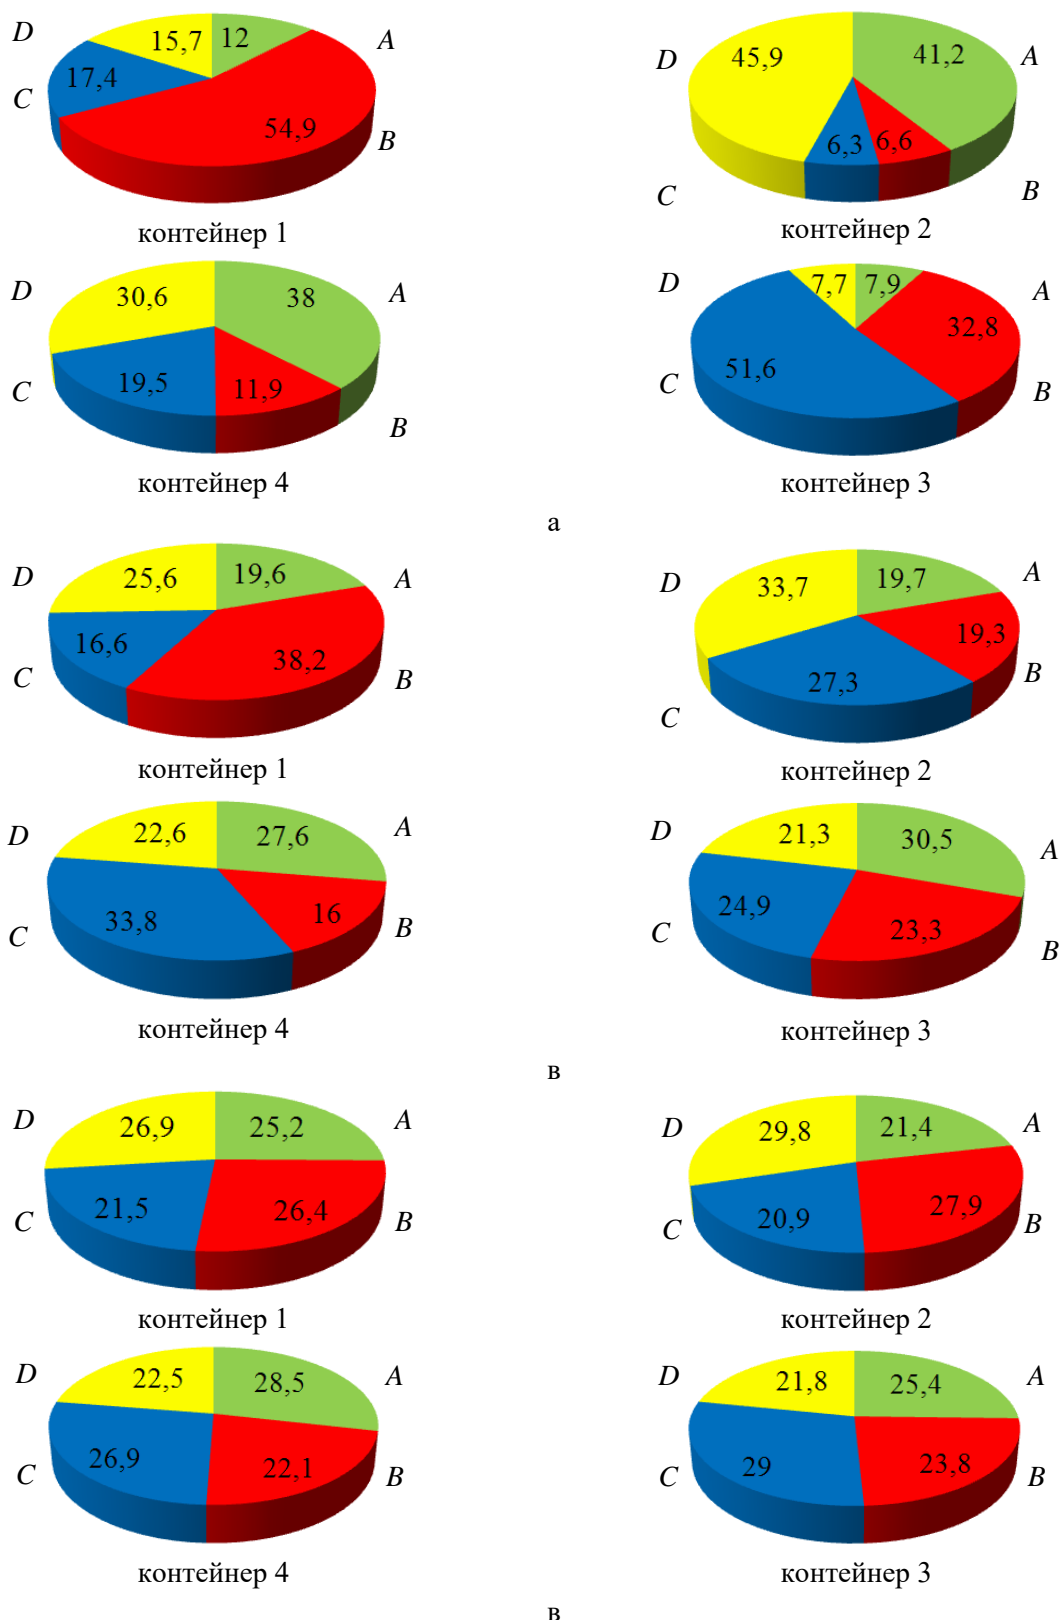 D 15,7 12 A
C 17,4 54,9 B
контейнер 1
D 45,9 41,2 A
C 6,3 6,6 B
контейнер 2
D 30,6 38 A
C 19,5 11,9 B
контейнер 4
D 7,7 7,9 A
C 51,6 32,8 B
контейнер 3
а
D 25,6 19,6 A
C 16,6 38,2 B
контейнер 1
D 33,7 19,7 A
C 27,3 19,3 B
контейнер 2
D 22,6 27,6 A
C 33,8 16 B
контейнер 4
D 21,3 30,5 A
C 24,9 23,3 B
контейнер 3
в
D 26,9 25,2 A
C 21,5 26,4 B
контейнер 1
D 29,8 21,4 A
C 20,9 27,9 B
контейнер 2
D 22,5 28,5 A
C 26,9 22,1 B
контейнер 4
D 21,8 25,4 A
C 29 23,8 B
контейнер 3
в